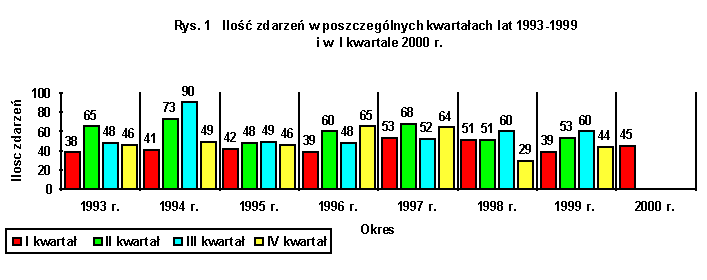 Rys. 1 Ilość zdarzeń w poszczególnych kwartałach lat 1993-1999
i w I kwartale 2000 r.
Ilosc zdarzeń
100
80
60
40
20
0
38 65 48 46
41 73 90 49
42 48 49 46
39 60 48 65
53 68 52 64
51 51 60 29
39 53 60 44
45
1993 r. 1994 r. 1995 r. 1996 r. 1997 r. 1998 r. 1999 r. 2000 r.
Okres
I kwartał II kwartał III kwartał IV kwartał